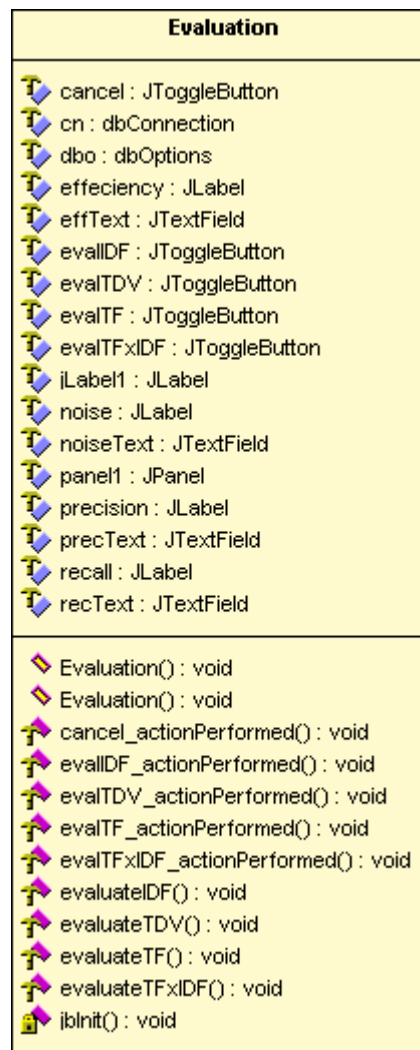 Evaluation
cancel : JToggleButton
cn : dbConnection
dbo : dbOptions
effeciency : JLabel
effText : JTextField
evalIDF : JToggleButton
evalTDV : JToggleButton
evalTF : JToggleButton
evalTFxIDF : JToggleButton
jLabel1 : JLabel
noise : JLabel
noiseText : JTextField
panel1 : JPanel
precision : JLabel
precText : JTextField
recall : JLabel
recText : JTextField
Evaluation() : void
Evaluation() : void
cancel_actionPerformed() : void
evalIDF_actionPerformed() : void
evalTDV_actionPerformed() : void
evalTF_actionPerformed() : void
evalTFxIDF_actionPerformed() : void
evaluateIDF() : void
evaluateTDV() : void
evaluateTF() : void
evaluateTFxIDF() : void
jbInit() : void